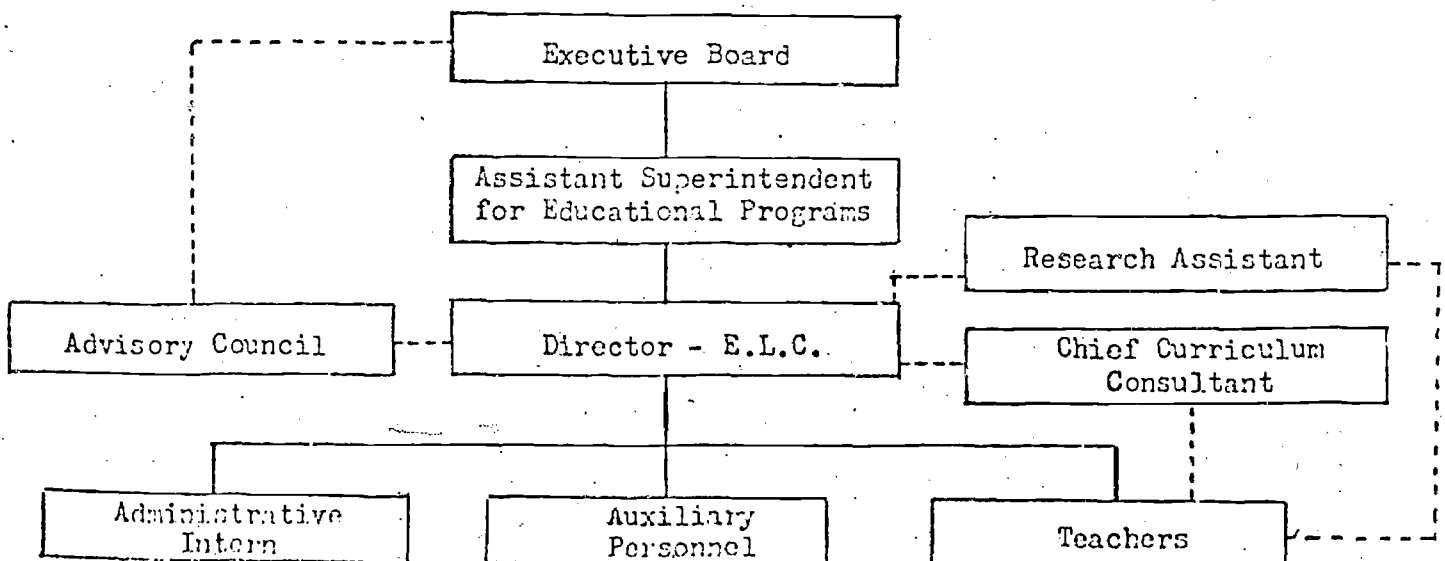 Executive Board
Assistant Superintendent
for Educational Programs
Research Assistant
Advisory Council
Director - E.L.C.
Chief Curriculum
Consultant
Administrative
Intern
Auxiliary
Personnel
Teachers